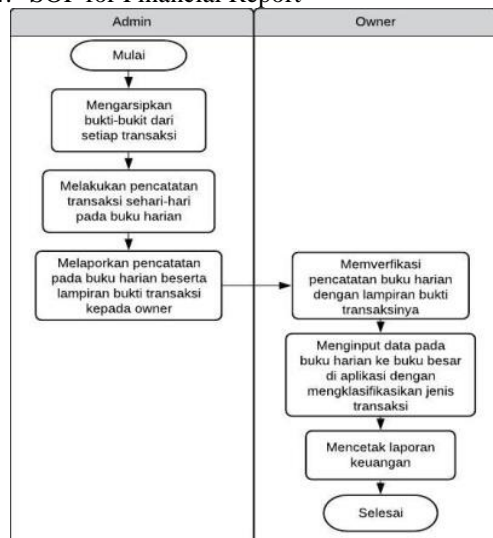 SOP for Financial Report
Admin
Owner
Mulai
Mengarsipkan
bukti-bukit dari
setiap transaksi
Melakukan pencatatan
transaksi sehari-hari
pada buku harian
Melaporkan pencatatan
pada buku harian beserta
lampiran bukti transaksi
kepada owner
Memverfikasi
pencatatan buku harian
dengan lampiran bukti
transaksinya
Menginput data pada
buku harian ke buku besar
di aplikasi dengan
mengklasifikasikan jenis
transaksi
Mencetak laporan
keuangan
Selesai